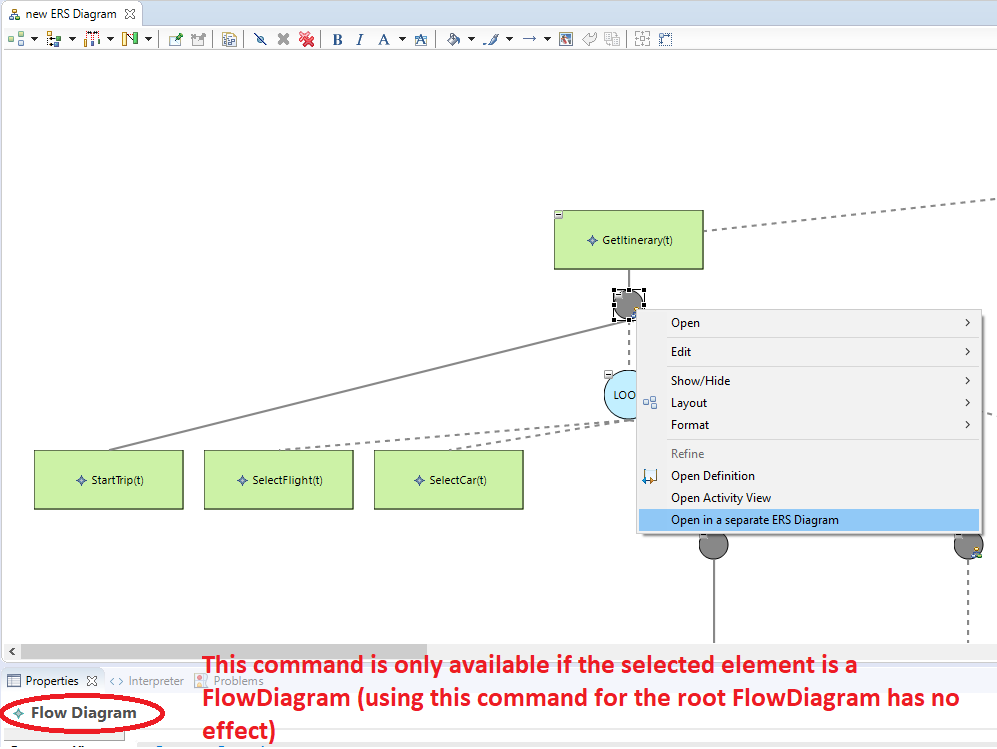 new ERS Diagram
B I A A
GetItinerary(t)
Open
Edit
Show/Hide
Layout
Format
Refine
Open Definition
Open Activity View
Open in a separate ERS Diagram
LOO
StartTrip(t)
SelectFlight(t)
SelectCar(t)
Properties
Interpreter
Problems
Flow Diagram
This command is only available if the selected element is a
FlowDiagram (using this command for the root FlowDiagram has no
effect)